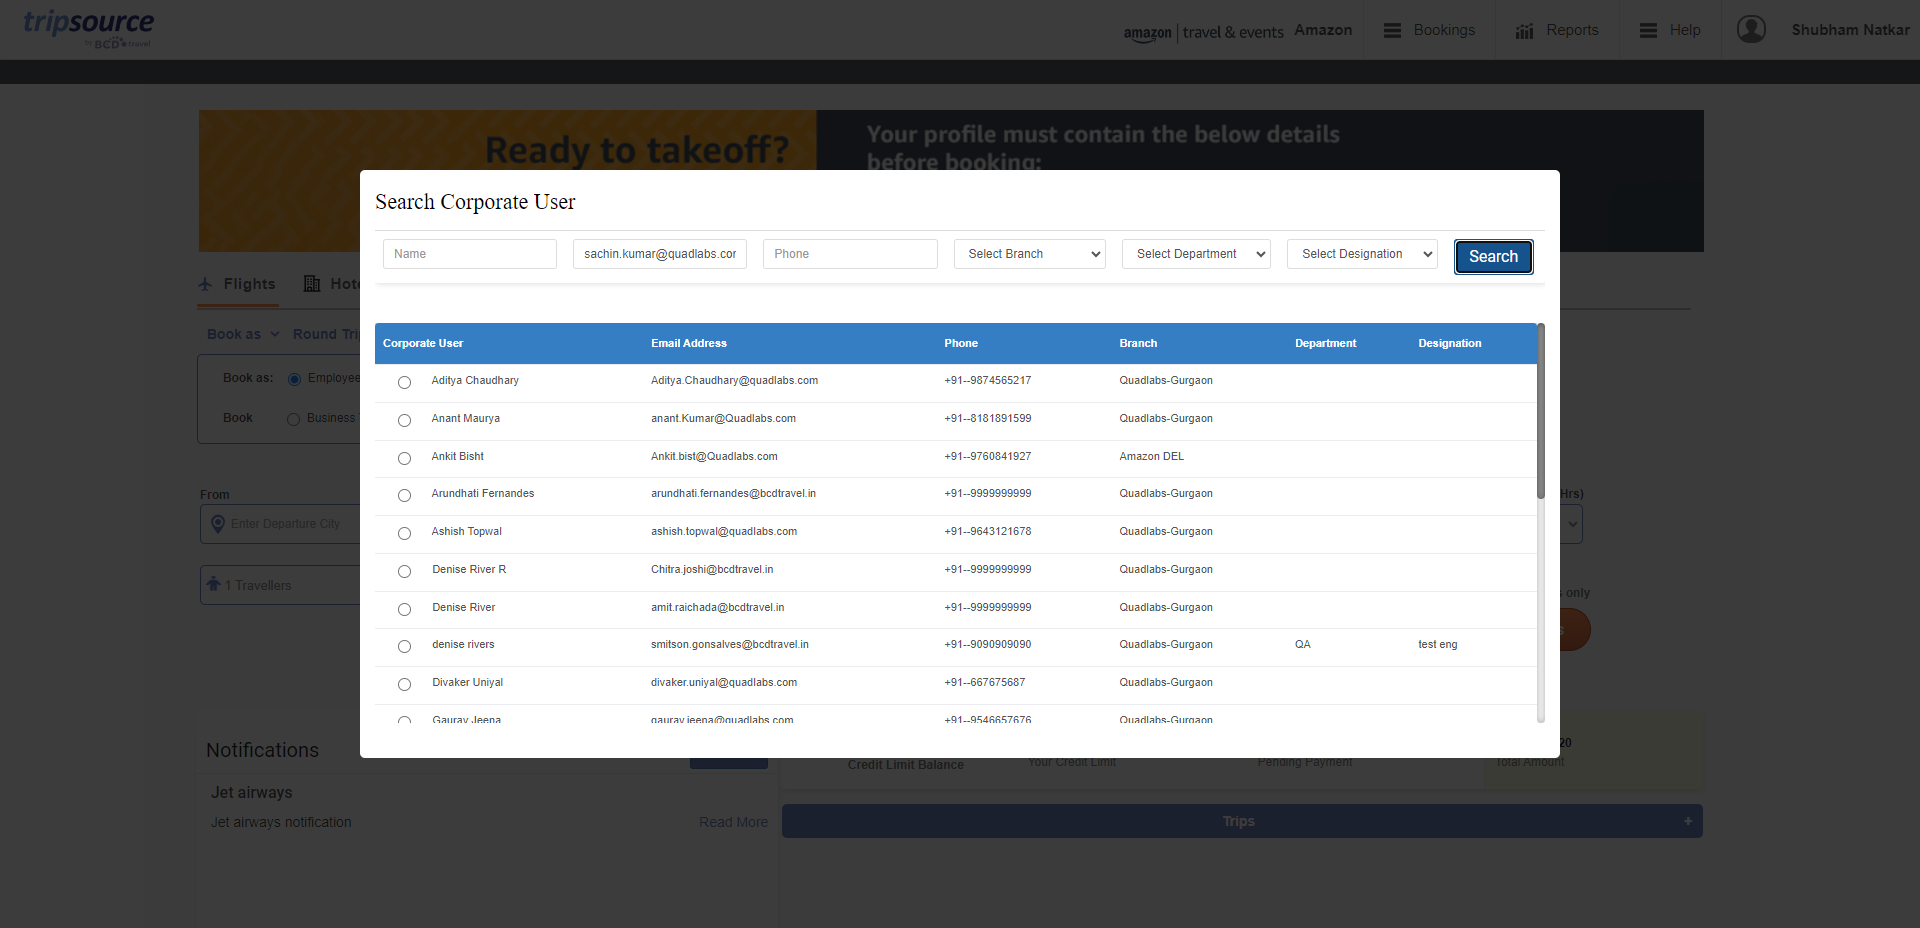 tripsource
by BCD travel
amazon | travel & events Amazon
Bookings
Reports
Help
Shubham Natkar
Ready to takeoff?
Your profile must contain the below details
before booking:
Search Corporate User
Name
sachin.kumar@quadlabs.cor
Phone
Select Branch
Select Department
Select Designation
Search
Flights
Hot
Book as
Round Tri
Book as: Employee
Book Business
From
Enter Departure City
1 Travellers
Hrs)
s only
s
Corporate User Email Address Phone Branch Department Designation
Aditya Chaudhary Aditya.Chaudhary@quadlabs.com +91--9874565217 Quadlabs-Gurgaon
Anant Maurya anant.Kumar@Quadlabs.com +91--8181891599 Quadlabs-Gurgaon
Ankit Bisht Ankit.bist@Quadlabs.com +91--9760841927 Amazon DEL
Arundhati Fernandes arundhati.fernandes@bcdtravel.in +91--9999999999 Quadlabs-Gurgaon
Ashish Topwal ashish.topwal@quadlabs.com +91--9643121678 Quadlabs-Gurgaon
Denise River R Chitra.joshi@bcdtravel.in +91--9999999999 Quadlabs-Gurgaon
Denise River amit.raichada@bcdtravel.in +91--9999999999 Quadlabs-Gurgaon
denise rivers smitson.gonsalves@bcdtravel.in +91--9090909090 Quadlabs-Gurgaon QA test eng
Divaker Uniyal divaker.uniyal@quadlabs.com +91--667675687 Quadlabs-Gurgaon
Gaurav Jeena gaurav.jeena@quadlabs.com +91--9546657676 Quadlabs-Gurgaon
Notifications
Jet airways
Jet airways notification
Read More
20
Credit Limit Balance
Your Credit Limit
Pending Payment
Total Amount
Trips +